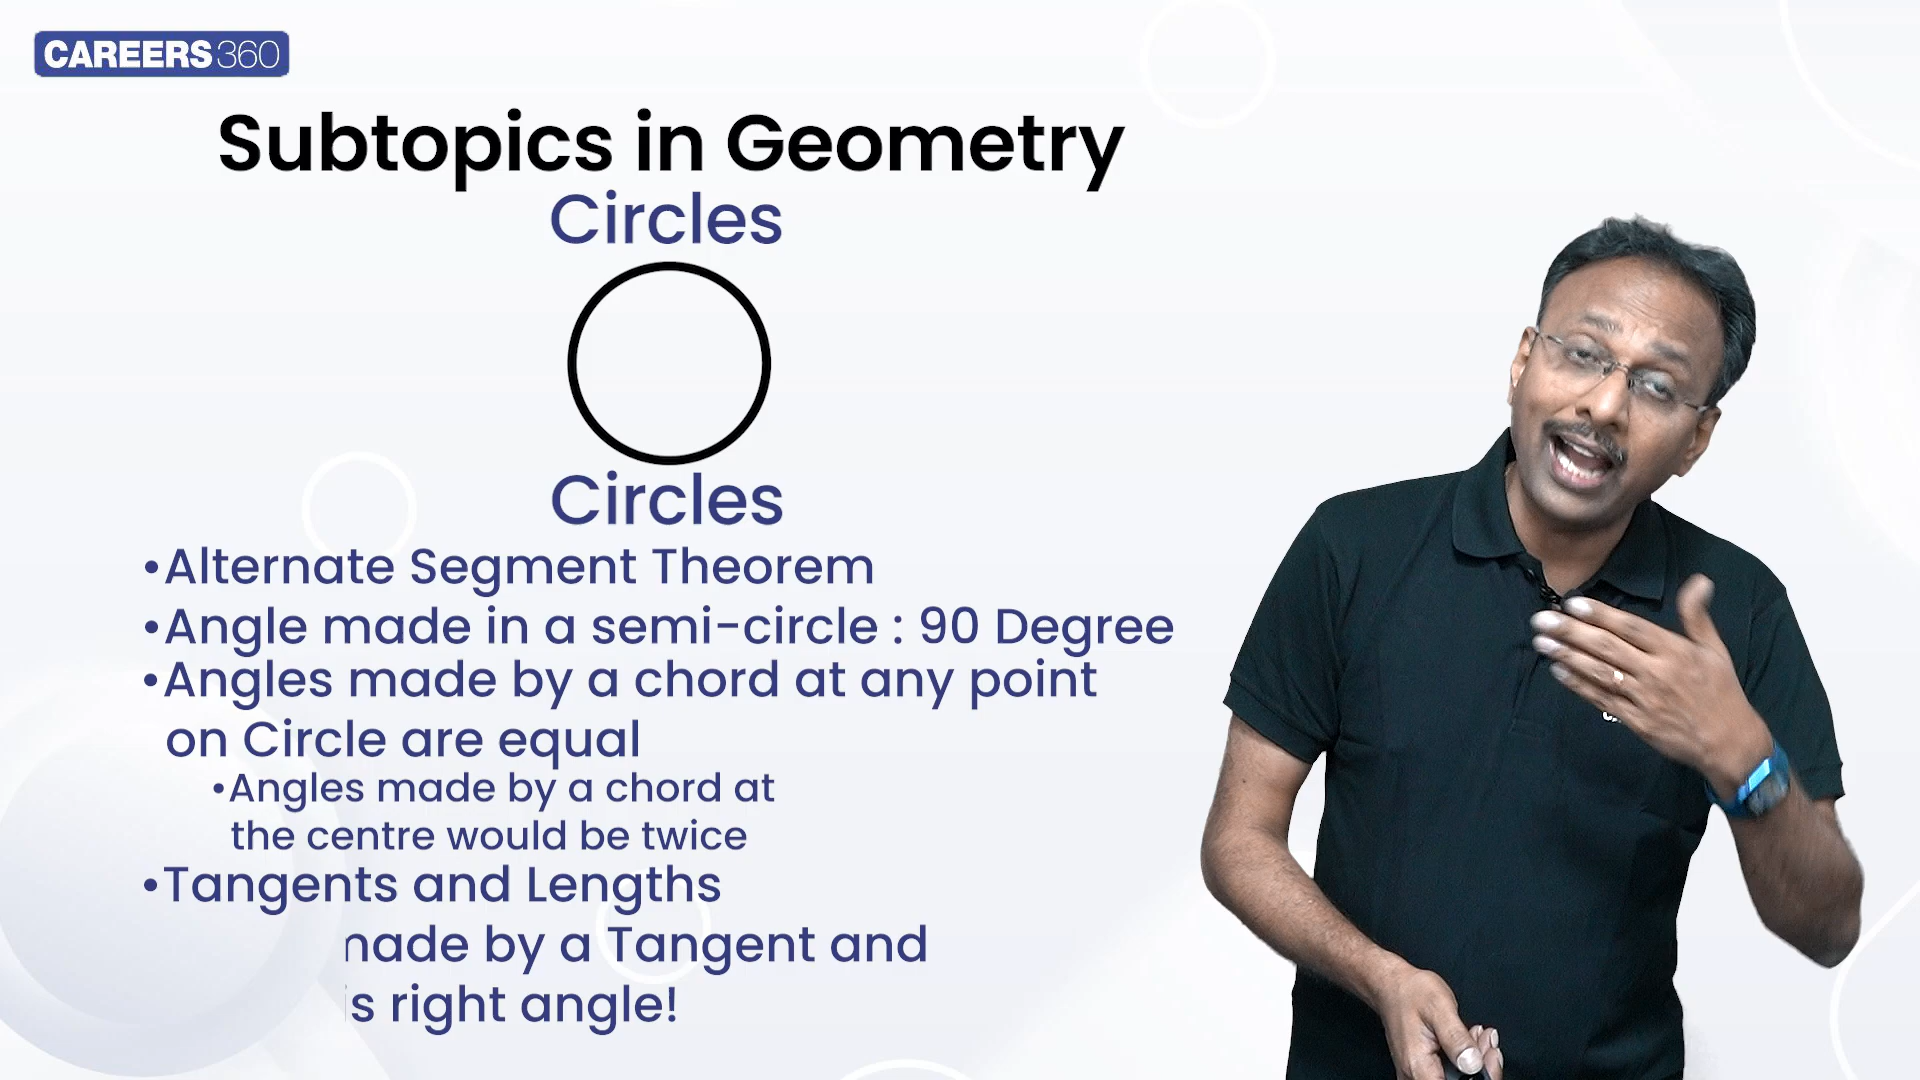 CAREERS360
Subtopics in Geometry
Circles
Circles
•Alternate Segment Theorem
•Angle made in a semi-circle : 90 Degree
•Angles made by a chord at any point
on Circle are equal
•Angles made by a chord at
the centre would be twice
•Tangents and Lengths
made by a Tangent and
is right angle!